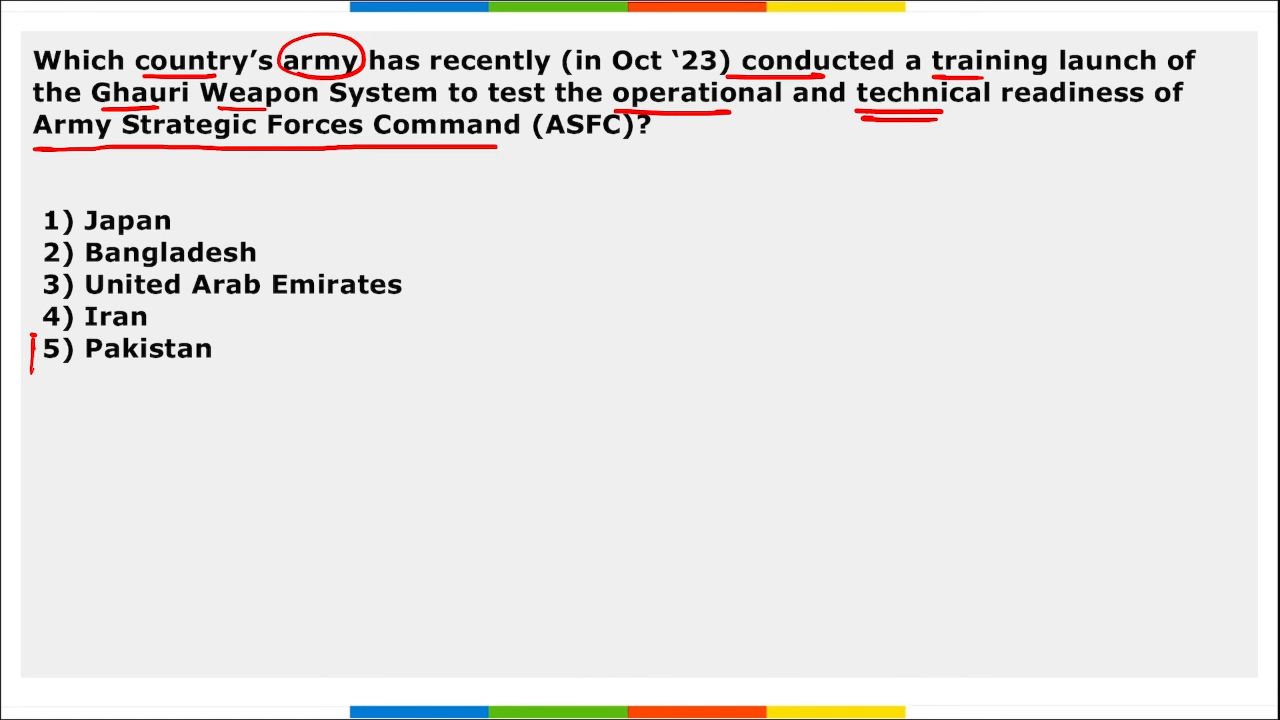 Which country’s army has recently (in Oct ‘23) conducted a training launch of
the Ghauri Weapon System to test the operational and technical readiness of
Army Strategic Forces Command (ASFC)?
1) Japan
2) Bangladesh
3) United Arab Emirates
4) Iran
5) Pakistan